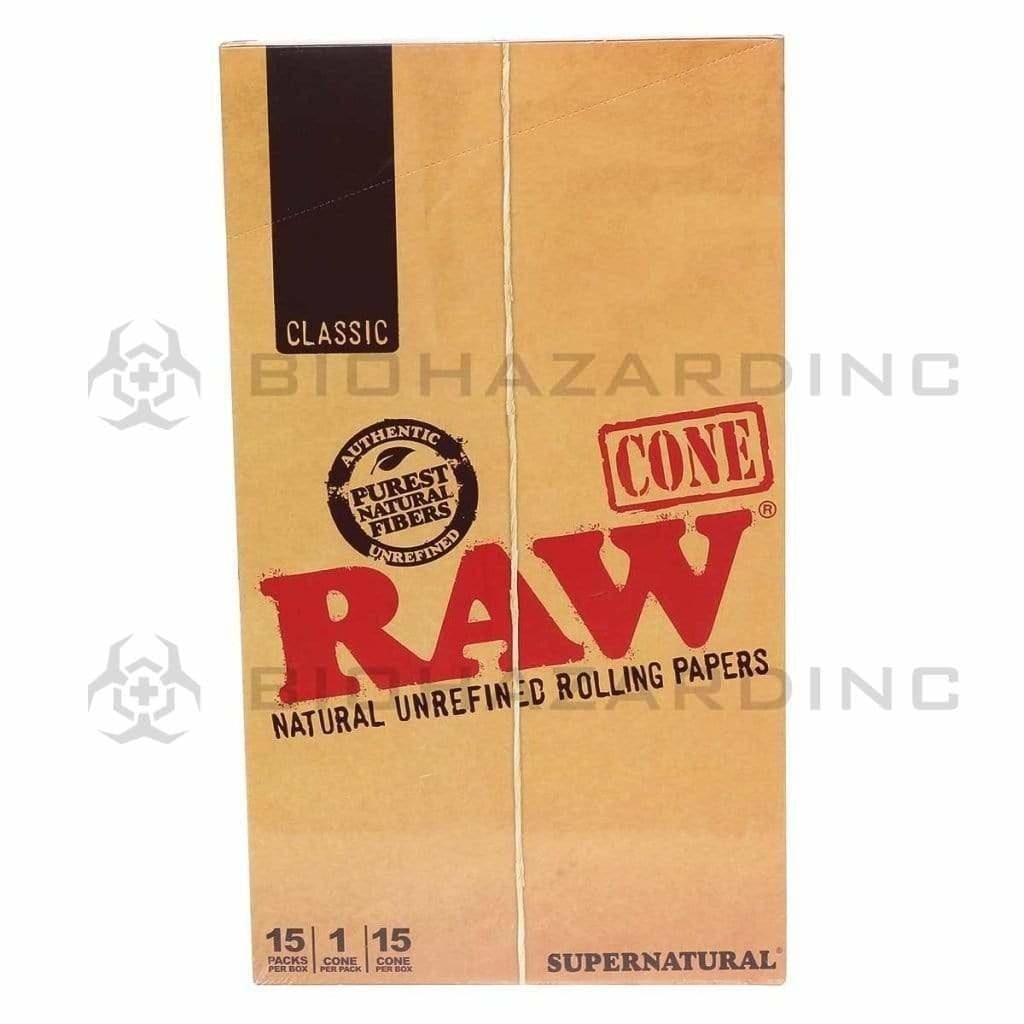 CLASSIC
BIOHAZARDINC
AUTHENTIC
PUREST
NATURAL
FIBERS
UNREFINED
CONE
RAW®
NATURAL UNREFINED ROLLING PAPERS
BIOHAZARDINC
15 PACKS PER BOX
1 CONE PER PACK
15 CONE PER BOX
SUPERNATURAL®